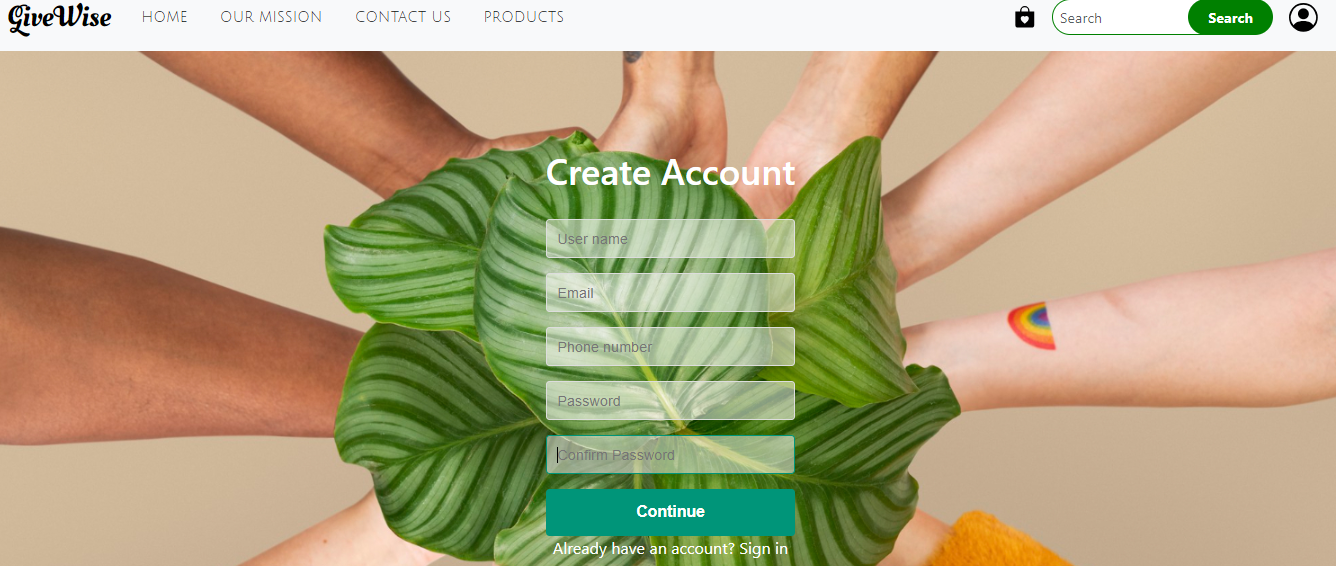 GiveWise HOME OUR MISSION CONTACT US PRODUCTS Search Search
Create Account
User name
Email
Phone number
Password
Confirm Password
Continue
Already have an account? Sign in